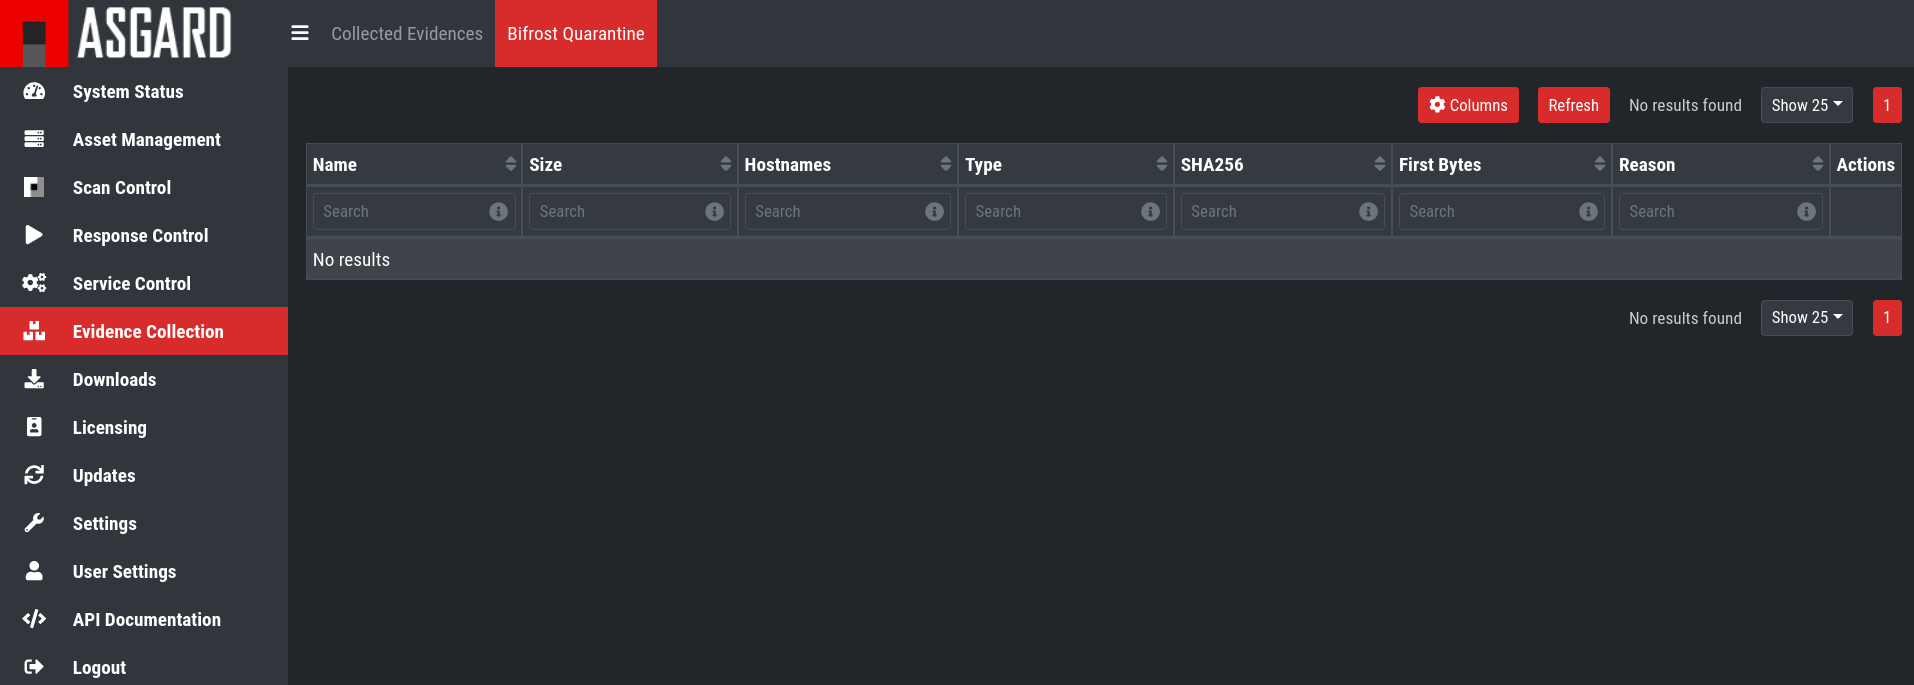 ASGARD
Collected Evidences
Bifrost Quarantine
System Status
Asset Management
Scan Control
Response Control
Service Control
Evidence Collection
Downloads
Licensing
Updates
Settings
User Settings
API Documentation
Logout
Columns
Refresh
No results found
Show 25
1
Name Size Hostnames Type SHA256 First Bytes Reason Actions
Search Search Search Search Search Search Search
No results
No results found
Show 25
1